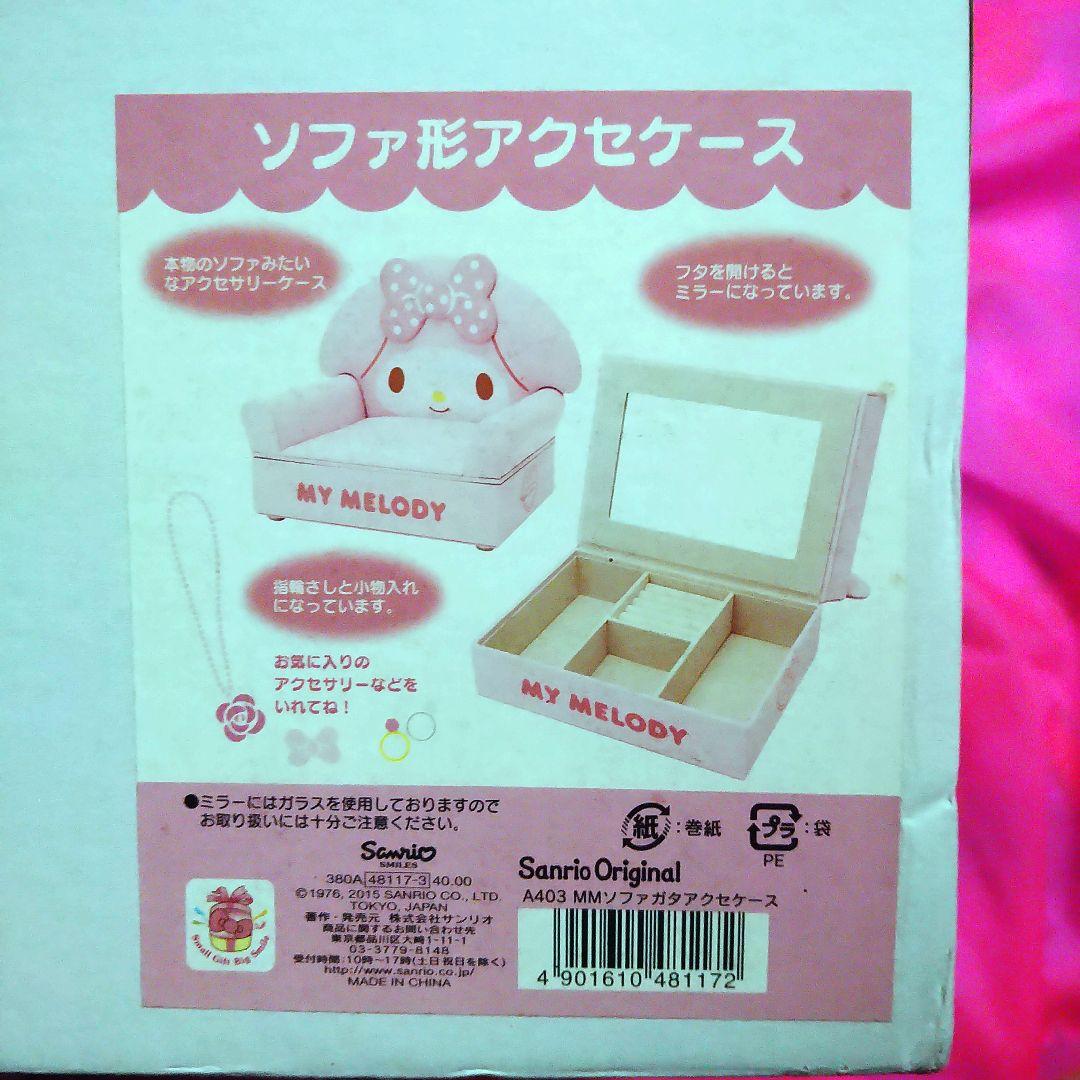 ソファ形アクセケース
本物のソファみたい
なアクセサリーケース
フタを開けると
ミラーになっています。
MY MELODY
指輪さしと小物入れ
になっています。
お気に入りの
アクセサリーなどを
いれてね!
MY MELODY
●ミラーにはガラスを使用しておりますので
お取り扱いには十分ご注意ください。
紙:巻紙
プラ:袋
PE
Sanrio
SMILES
380A 48117-3 40.00
©1976, 2015 SANRIO CO., LTD.
TOKYO, JAPAN
著作・発売元 株式会社サンリオ
商品に関するお問い合わせ先
東京都品川区大崎1-11-1
03-3779-8148
受付時間:10時~17時(土日祝日を除く)
http://www.sanrio.co.jp/
MADE IN CHINA
Small Gift Big Smile
Sanrio Original
A403 MMソファガタアクセケース
4 901610 481172